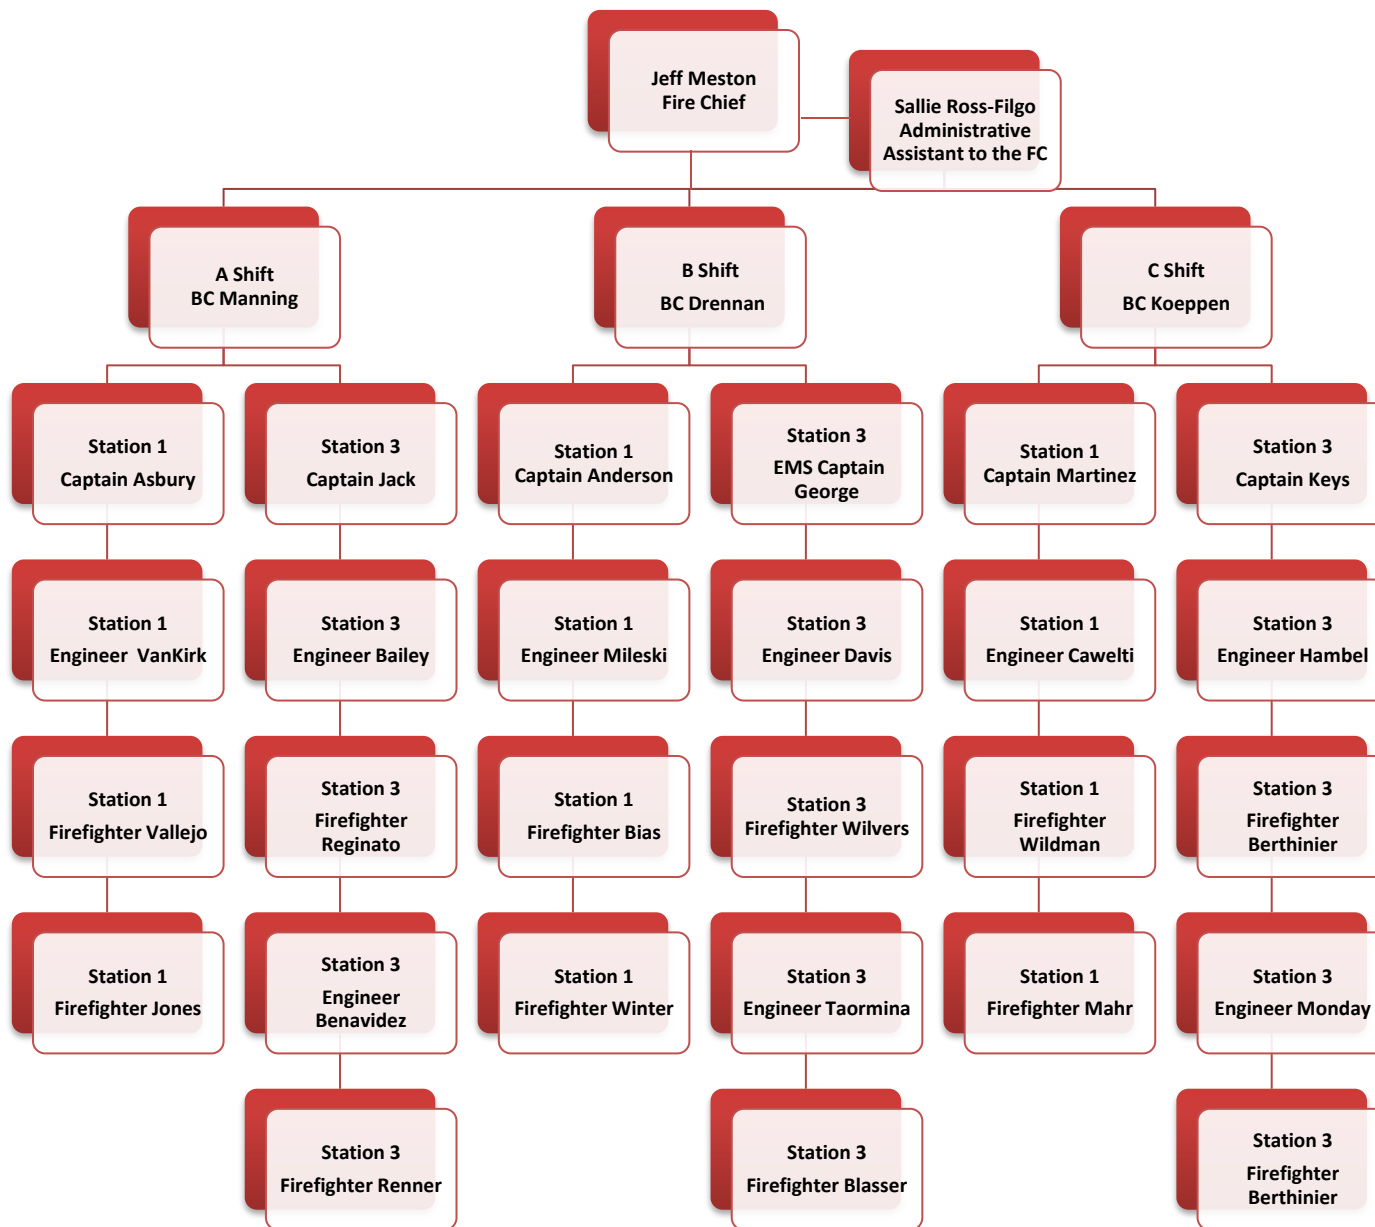 Jeff Meston
Fire Chief
Sallie Ross-Filgo
Administrative
Assistant to the FC
A Shift
BC Manning
B Shift
BC Drennan
C Shift
BC Koeppen
Station 1
Captain Asbury
Station 3
Captain Jack
Station 1
Captain Anderson
Station 3
EMS Captain
George
Station 1
Captain Martinez
Station 3
Captain Keys
Station 1
Engineer  VanKirk
Station 3
Engineer Bailey
Station 1
Engineer Mileski
Station 3
Engineer Davis
Station 1
Engineer Cawelti
Station 3
Engineer Hambel
Station 1
Firefighter Vallejo
Station 3
Firefighter
Reginato
Station 1
Firefighter Bias
Station 3
Firefighter Wilvers
Station 1
Firefighter
Wildman
Station 3
Firefighter
Berthinier
Station 1
Firefighter Jones
Station 3
Engineer
Benavidez
Station 1
Firefighter Winter
Station 3
Engineer Taormina
Station 1
Firefighter Mahr
Station 3
Engineer Monday
Station 3
Firefighter Renner
Station 3
Firefighter Blasser
Station 3
Firefighter
Berthinier